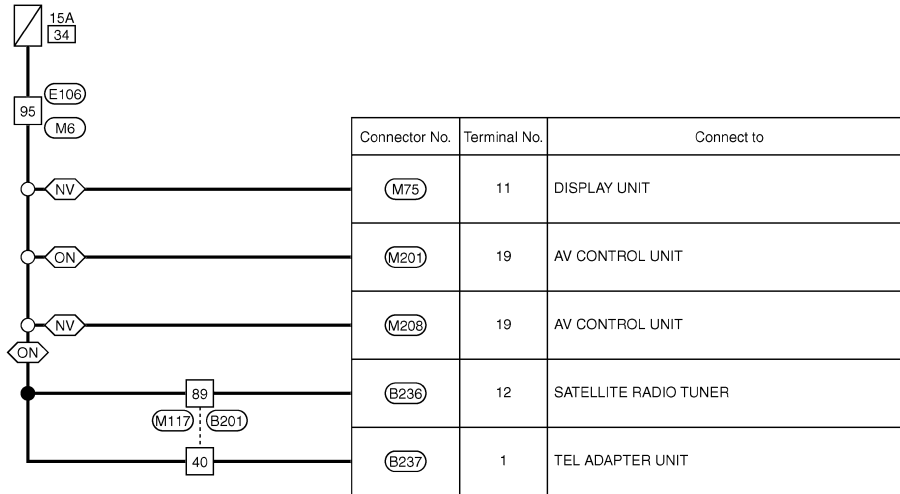 15A
34
E106
95
M6
Connector No. Terminal No. Connect to
NV M75 11 DISPLAY UNIT
ON M201 19 AV CONTROL UNIT
NV M208 19 AV CONTROL UNIT
ON
89 B236 12 SATELLITE RADIO TUNER
M117 B201
40 B237 1 TEL ADAPTER UNIT